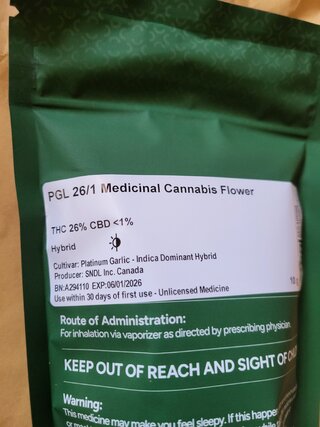 PGL 26/1 Medicinal Cannabis Flower
THC 26% CBD <1%
Hybrid
Cultivar: Platinum Garlic - Indica Dominant Hybrid
Producer: SNDL Inc. Canada
BN:A294110 EXP:06/01/2026
10
Use within 30 days of first use - Unlicensed Medicine
Route of Administration:
For inhalation via vaporizer as directed by prescribing physician
KEEP OUT OF REACH AND SIGHT OF
Warning:
This medicine may make you feel sleepy. If this